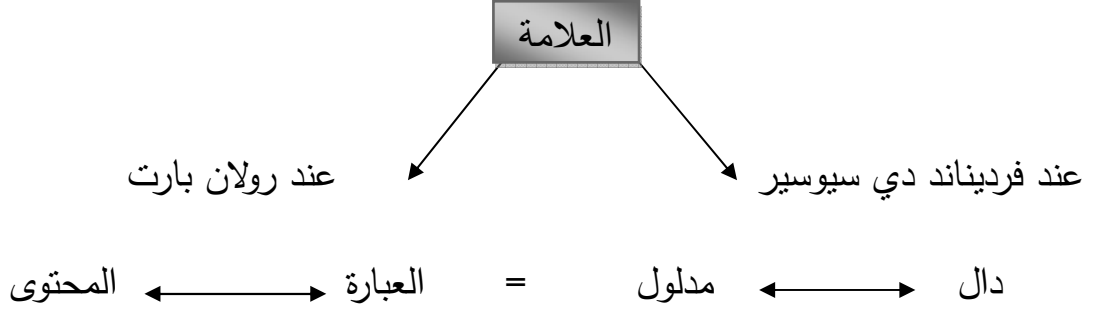 العلامة
عند فرديناند دي سيوسير عند رولان بارت
دال مدلول = العبارة المحتوى